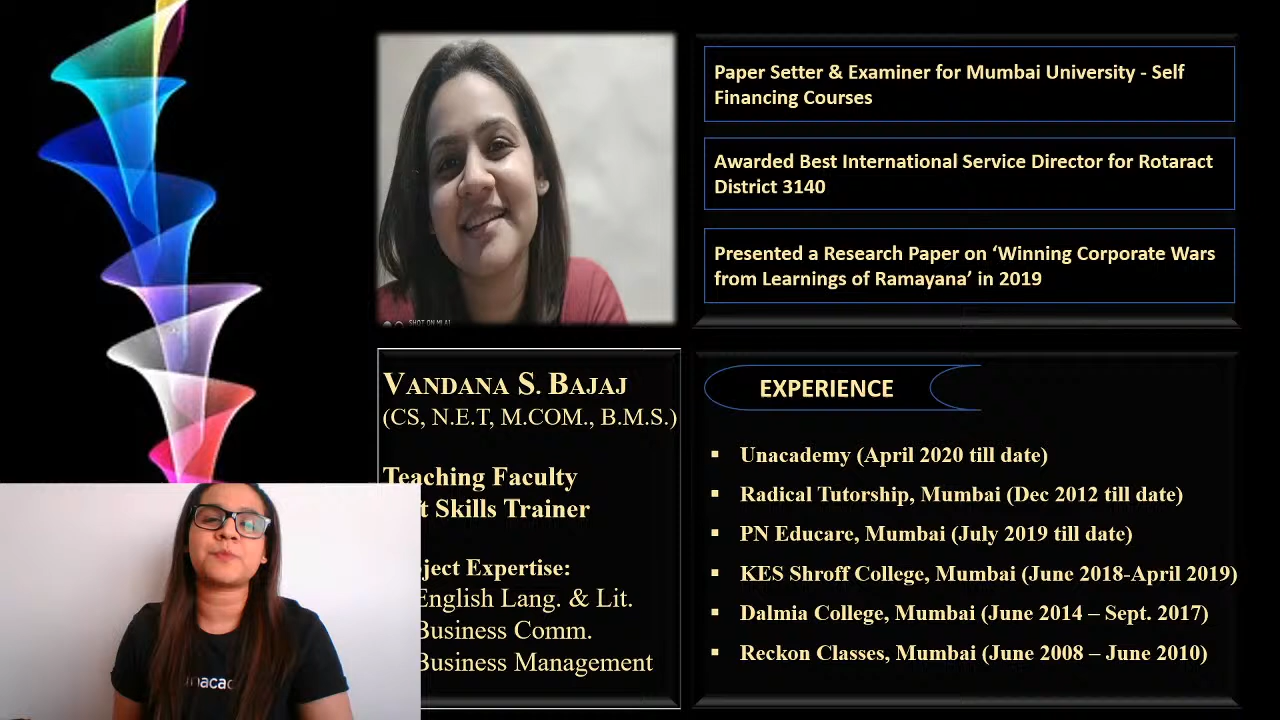 Paper Setter & Examiner for Mumbai University - Self
Financing Courses
Awarded Best International Service Director for Rotaract
District 3140
Presented a Research Paper on ‘Winning Corporate Wars
from Learnings of Ramayana’ in 2019
SHOT ON MI A1
VANDANA S. BAJAJ
(CS, N.E.T, M.COM., B.M.S.)
Teaching Faculty
Skills Trainer
Expertise:
English Lang. & Lit.
Business Comm.
Business Management
EXPERIENCE
▪ Unacademy (April 2020 till date)
▪ Radical Tutorship, Mumbai (Dec 2012 till date)
▪ PN Educare, Mumbai (July 2019 till date)
▪ KES Shroff College, Mumbai (June 2018-April 2019)
▪ Dalmia College, Mumbai (June 2014 – Sept. 2017)
▪ Reckon Classes, Mumbai (June 2008 – June 2010)